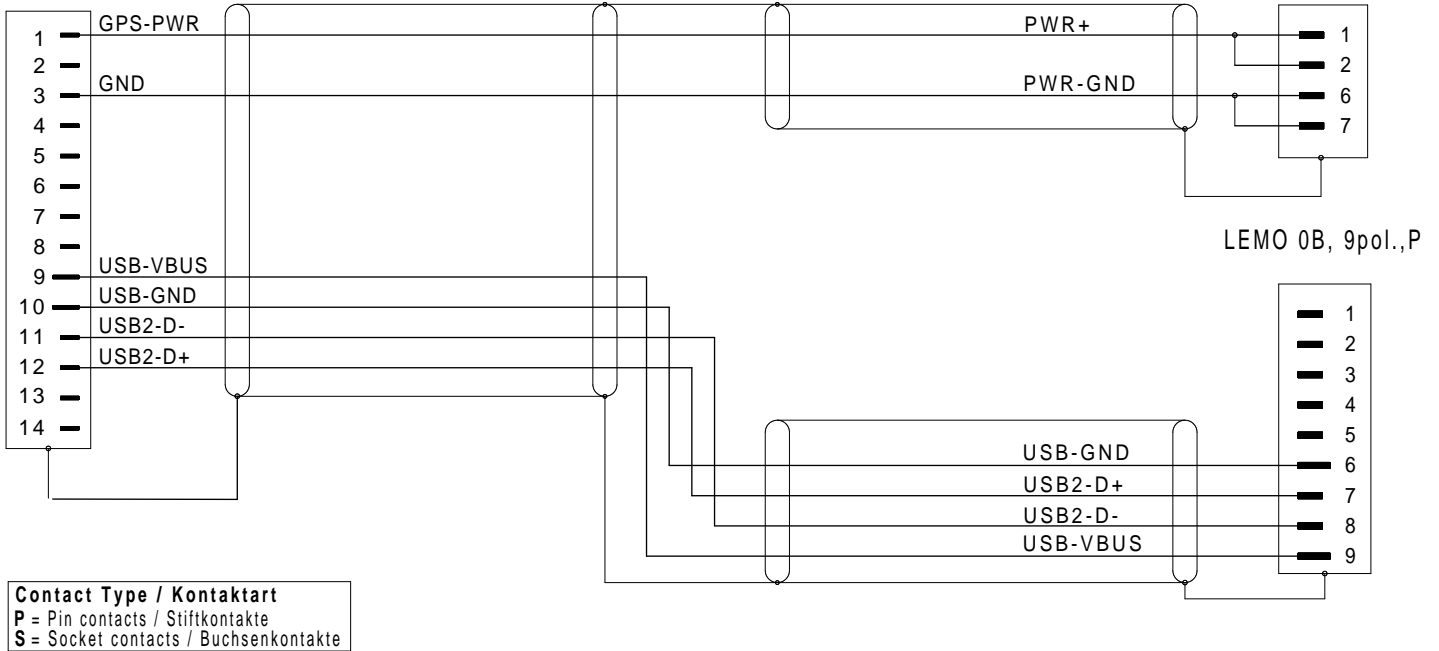 GPS-PWR
PWR+
1
1
2
2
GND
PWR-GND
3
6
4
7
5
6
7
8
LEMO 0B, 9pol.,P
USB-VBUS
9
USB-GND
10
1
USB2-D-
11
2
USB2-D+
12
3
13
4
14
5
USB-GND
6
USB2-D+
7
USB2-D-
8
USB-VBUS
9
Contact Type / Kontaktart
P = Pin contacts / Stiftkontakte
S = Socket contacts / Buchsenkontakte